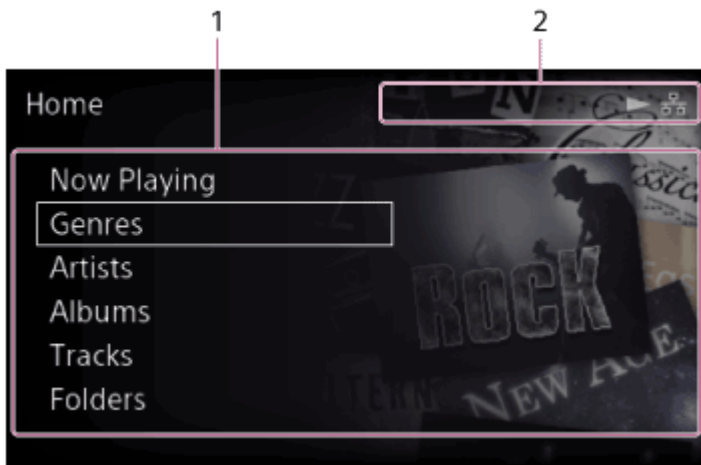 1 2
Home
Now Playing
Genres
Artists
Albums
Tracks
Folders
ROCK
NEW AGE